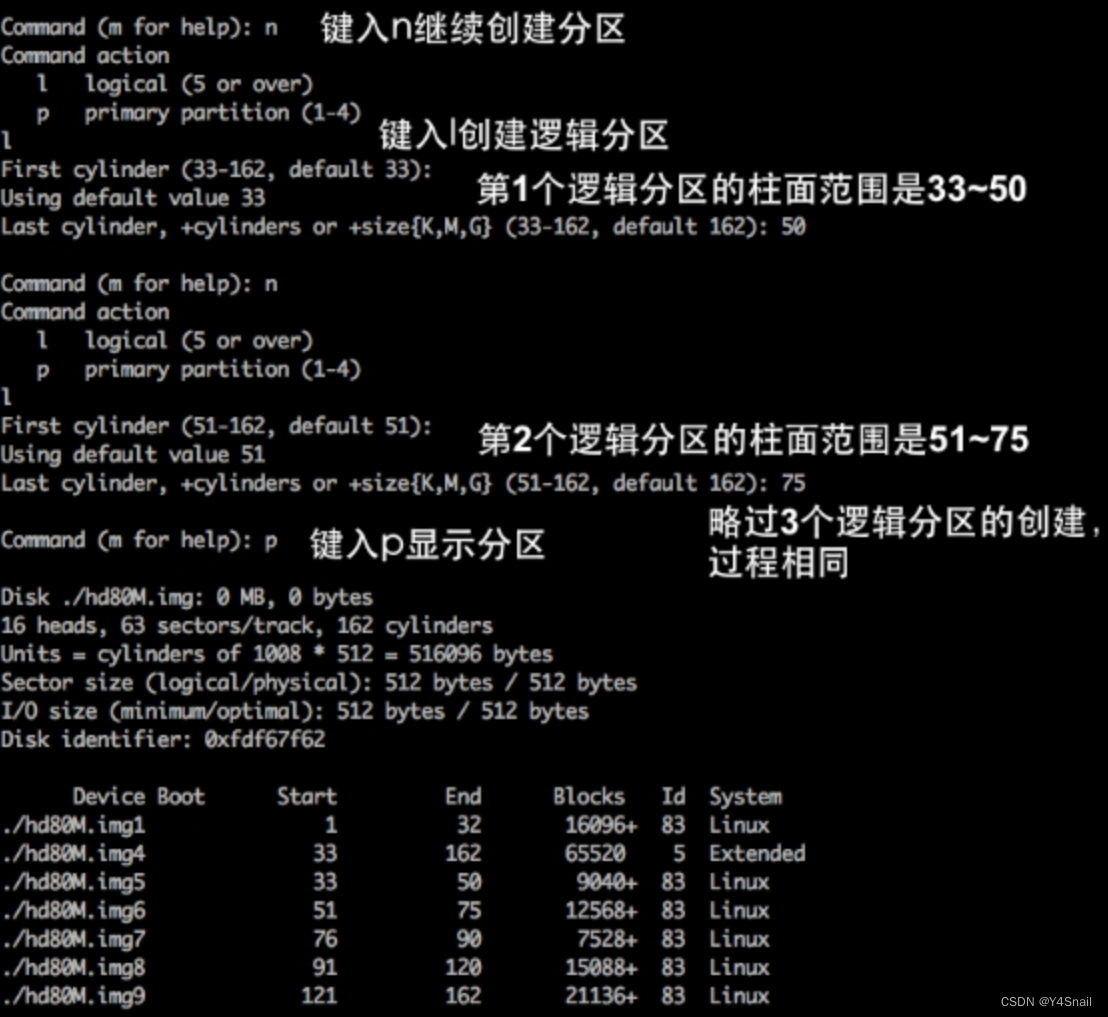 Command (m for help): n 键入n继续创建分区
Command action
l logical (5 or over)
p primary partition (1-4)
l 键入l创建逻辑分区
First cylinder (33-162, default 33):
Using default value 33 第1个逻辑分区的柱面范围是33~50
Last cylinder, +cylinders or +size{K,M,G} (33-162, default 162): 50
Command (m for help): n
Command action
l logical (5 or over)
p primary partition (1-4)
l
First cylinder (51-162, default 51):
Using default value 51 第2个逻辑分区的柱面范围是51~75
Last cylinder, +cylinders or +size{K,M,G} (51-162, default 162): 75
略过3个逻辑分区的创建,
过程相同
Command (m for help): p 键入p显示分区
Disk ./hd80M.img: 0 MB, 0 bytes
16 heads, 63 sectors/track, 162 cylinders
Units = cylinders of 1008 * 512 = 516096 bytes
Sector size (logical/physical): 512 bytes / 512 bytes
I/O size (minimum/optimal): 512 bytes / 512 bytes
Disk identifier: 0xfdf67f62
Device Boot Start End Blocks Id System
./hd80M.img1 1 32 16096+ 83 Linux
./hd80M.img4 33 162 65520 5 Extended
./hd80M.img5 33 50 9040+ 83 Linux
./hd80M.img6 51 75 12568+ 83 Linux
./hd80M.img7 76 90 7528+ 83 Linux
./hd80M.img8 91 120 15088+ 83 Linux
./hd80M.img9 121 162 21136+ 83 Linux
CSDN @Y4Snail